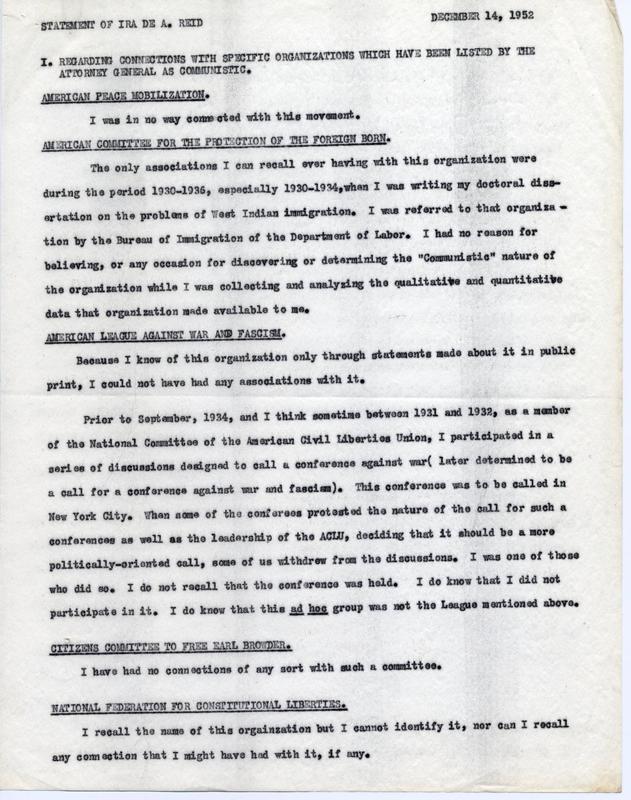 STATEMENT OF IRA DE A. REID
DECEMBER 14, 1952
I. REGARDING CONNECTIONS WITH SPECIFIC ORGANIZATIONS WHICH HAVE BEEN LISTED BY THE
ATTORNEY GENERAL AS COMMUNISTIC.
AMERICAN PEACE MOBILIZATION.
I was in no way connected with this movement.
AMERICAN COMMITTEE FOR THE PROTECTION OF THE FOREIGN BORN.
The only associations I can recall ever having with this organization were
during the period 1930-1936, especially 1930-1934,when I was writing my doctoral diss-
ertation on the problems of West Indian immigration. I was referred to that organiza -
tion by the Bureau of Immigration of the Department of Labor. I had no reason for
believing, or any occasion for discovering or determining the "Communistic" nature of
the organization while I was collecting and analyzing the qualitative and quantitative
data that organization made available to me.
AMERICAN LEAGUE AGAINST WAR AND FASCISM.
Because I know of this organization only through statements made about it in public
print, I could not have had any associations with it.
Prior to September, 1934, and I think sometime between 1931 and 1932, as a member
of the National Committee of the American Civil Liberties Union, I participated in a
series of discussions designed to call a conference against war( later determined to be
a call for a conference against war and fascism). This conference was to be called in
New York City. When some of the conferees protested the nature of the call for such a
conferences as well as the leadership of the ACLU, deciding that it should be a more
politically-oriented call, some of us withdrew from the discussions. I was one of those
who did so. I do not recall that the conference was held. I do know that I did not
participate in it. I do know that this ad hoc group was not the League mentioned above.
CITIZENS COMMITTEE TO FREE EARL BROWDER.
I have had no connections of any sort with such a committee.
NATIONAL FEDERATION FOR CONSTITUTIONAL LIBERTIES.
I recall the name of this orgainzation but I cannot identify it, nor can I recall
any connection that I might have had with it, if any.